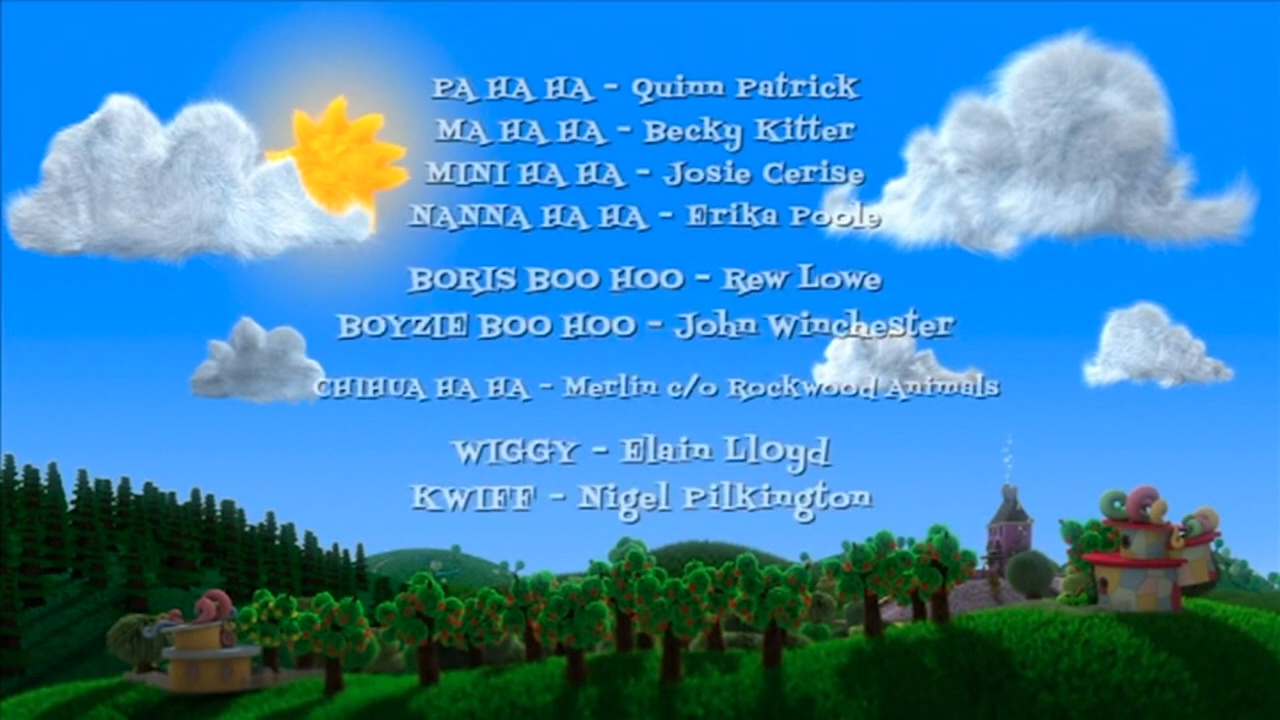 PA HA HA - Quinn Patrick
MA HA HA - Becky Kitter
MINI HA HA - Josie Cerise
NANNA HA HA - Erika Poole
BORIS BOO HOO - Rew Lowe
BOYZIE BOO HOO - John Winchester
CHIHUA HA HA - Merlin c/o Rockwood Animals
WIGGY - Elain Lloyd
KWIFF - Nigel Pilkington